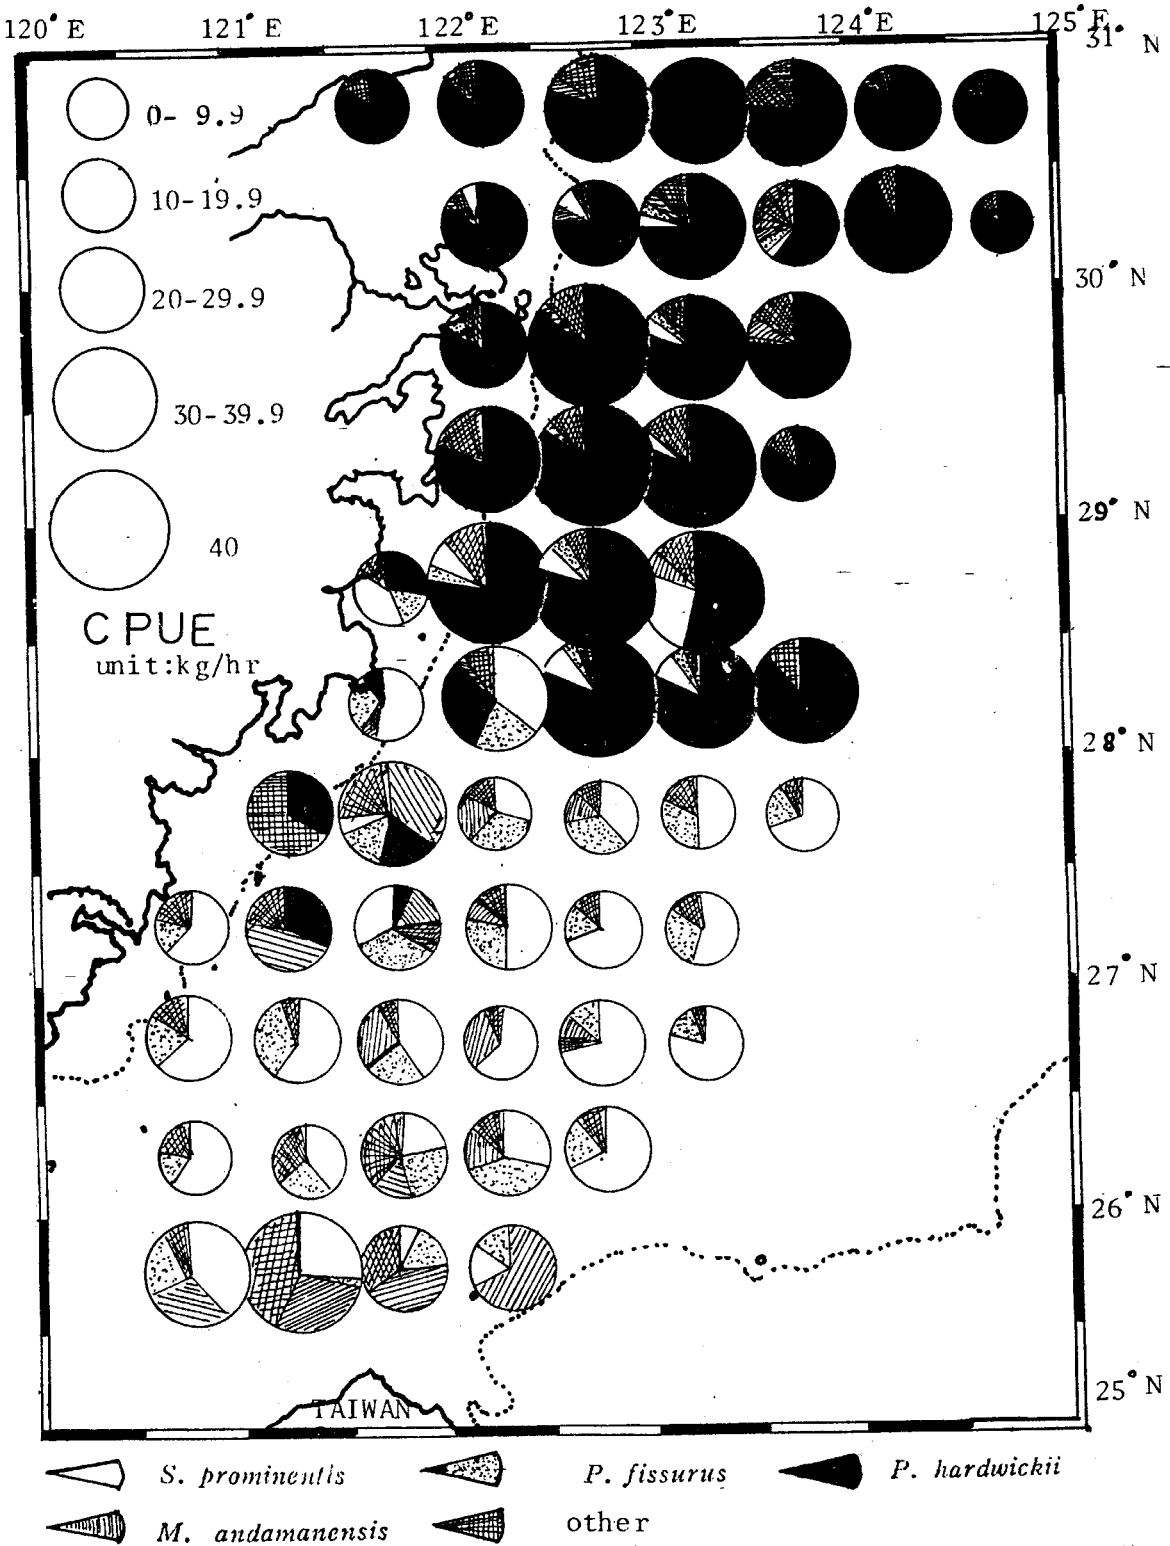 120° E 121° E 122° E 123° E 124° E 125° E
31° N
0- 9.9
10-19.9
20-29.9
30-39.9
40
CPUE
unit:kg/hr
30° N
29° N
28° N
27° N
26° N
25° N
TAIWAN
S. prominentis P. fissurus P. hardwickii
M. andamanensis other